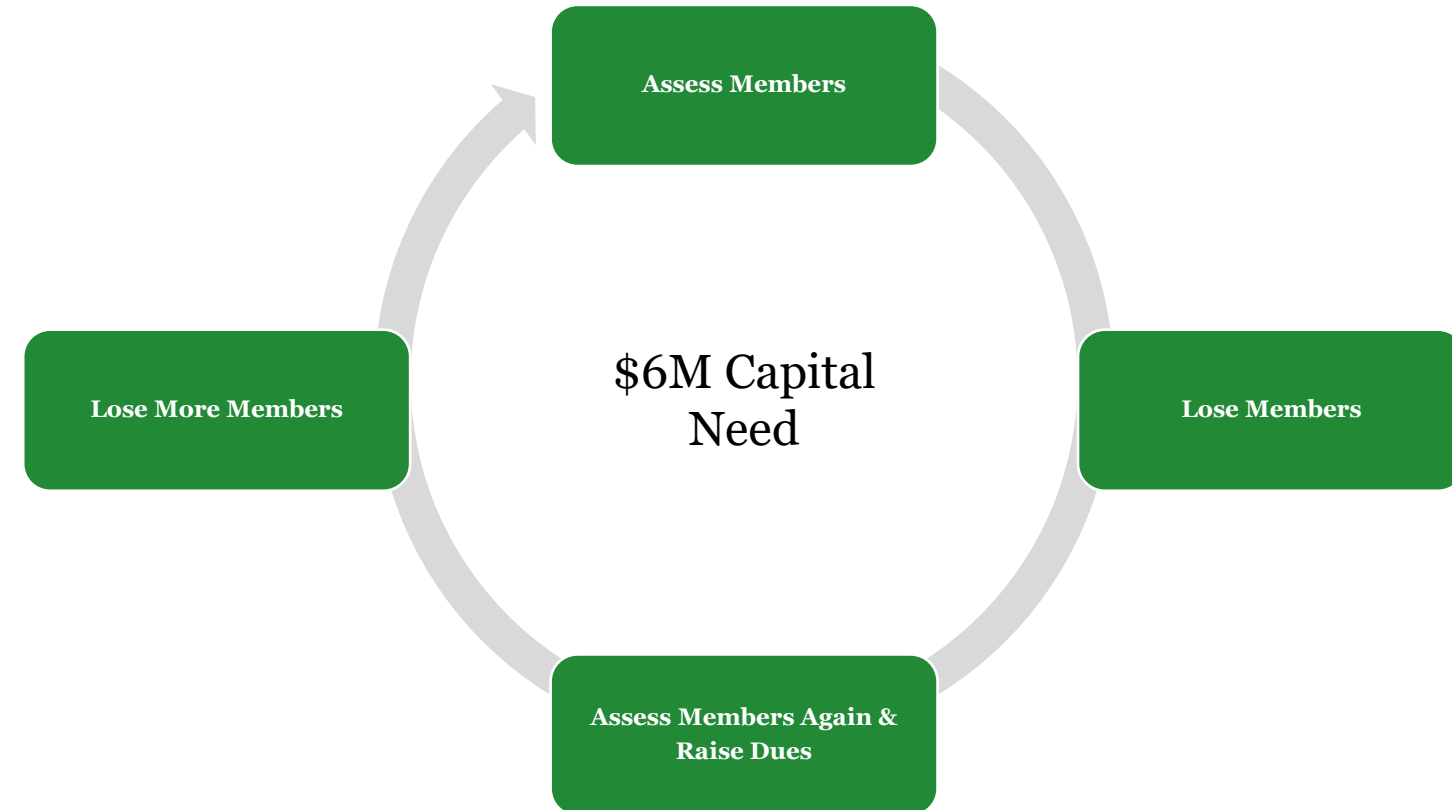 Assess Members
Lose More Members
$6M Capital
Need
Lose Members
Assess Members Again &
Raise Dues